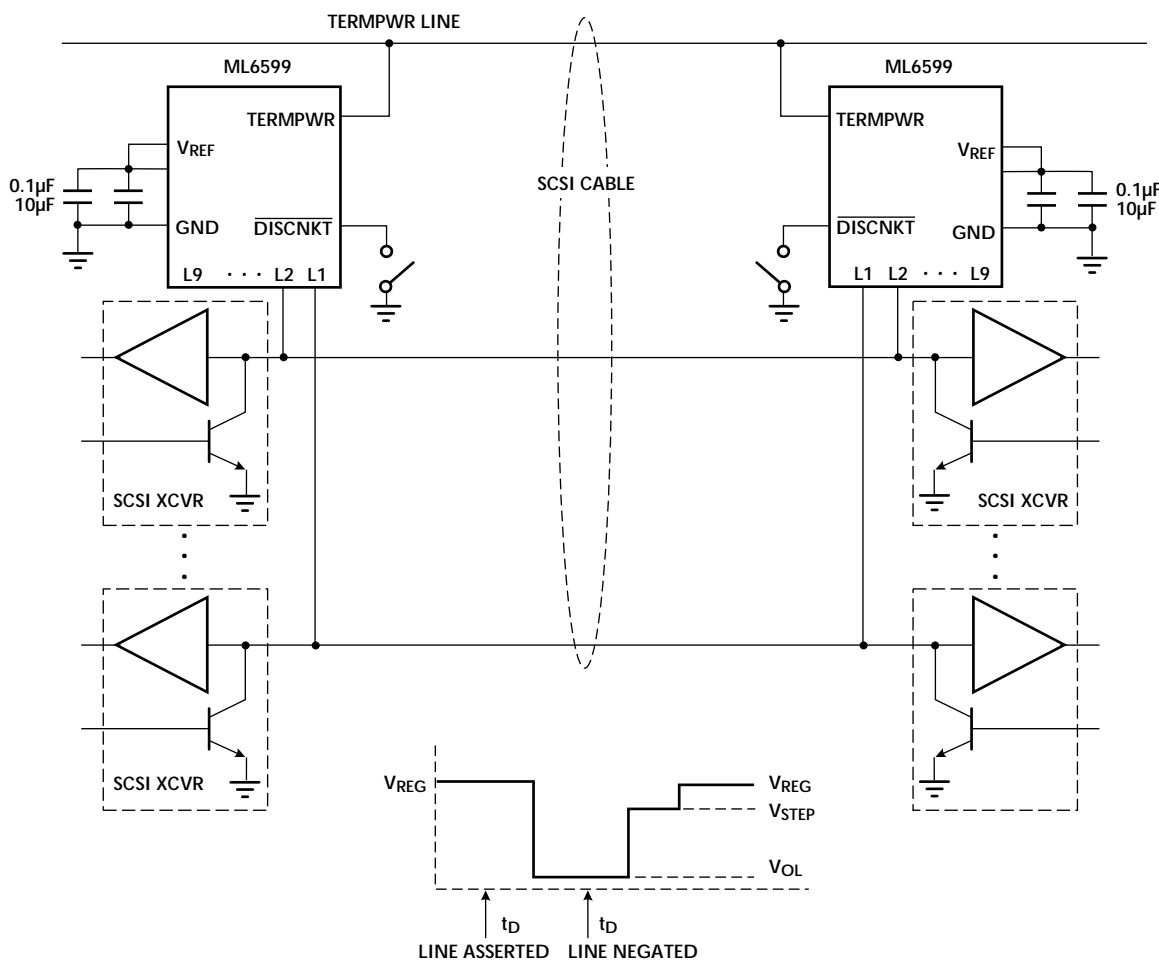 TERMPWR LINE
ML6599
ML6599
TERMPWR
TERMPWR
VREF
VREF
0.1µF
10µF
SCSI CABLE
0.1µF
10µF
GND
DISCNKT
DISCNKT
GND
L9 · · · L2 L1
L1 L2 · · · L9
SCSI XCVR
SCSI XCVR
SCSI XCVR
SCSI XCVR
VREG
VREG
VSTEP
VOL
tD
tD
LINE ASSERTED
LINE NEGATED